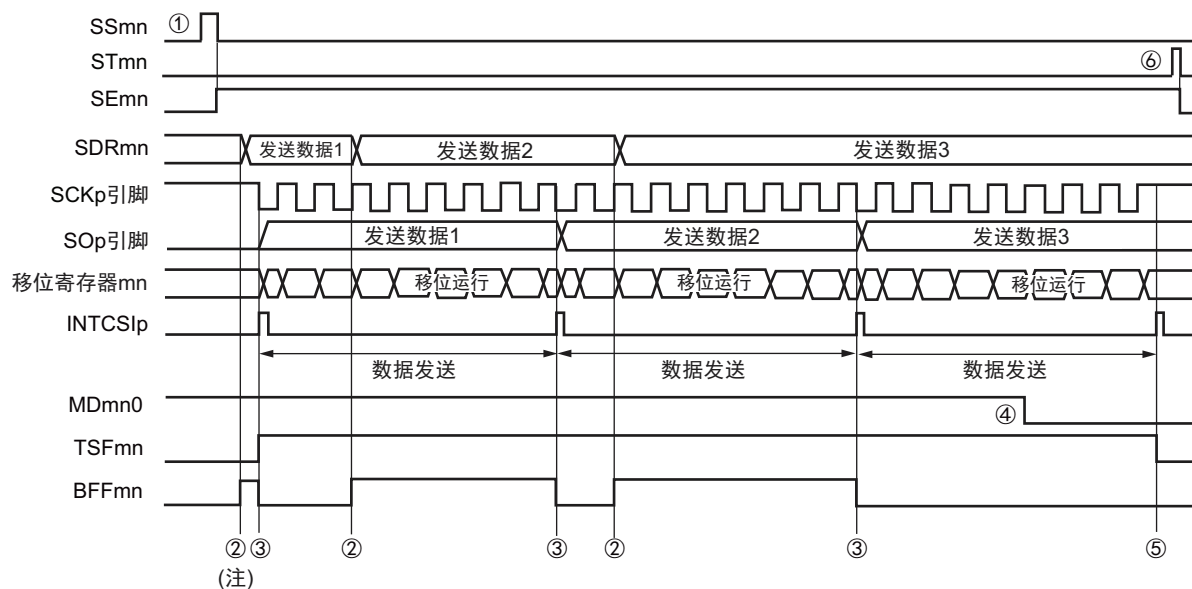 SSmn ①
STmn ⑥
SEmn
SDRmn 发送数据1 发送数据2 发送数据3
SCKp引脚
SOp引脚 发送数据1 发送数据2 发送数据3
移位寄存器mn 移位运行 移位运行 移位运行
INTCSIp
数据发送 数据发送 数据发送
MDmn0 ④
TSFmn
BFFmn
② ③ ② ③ ② ③ ⑤
(注)